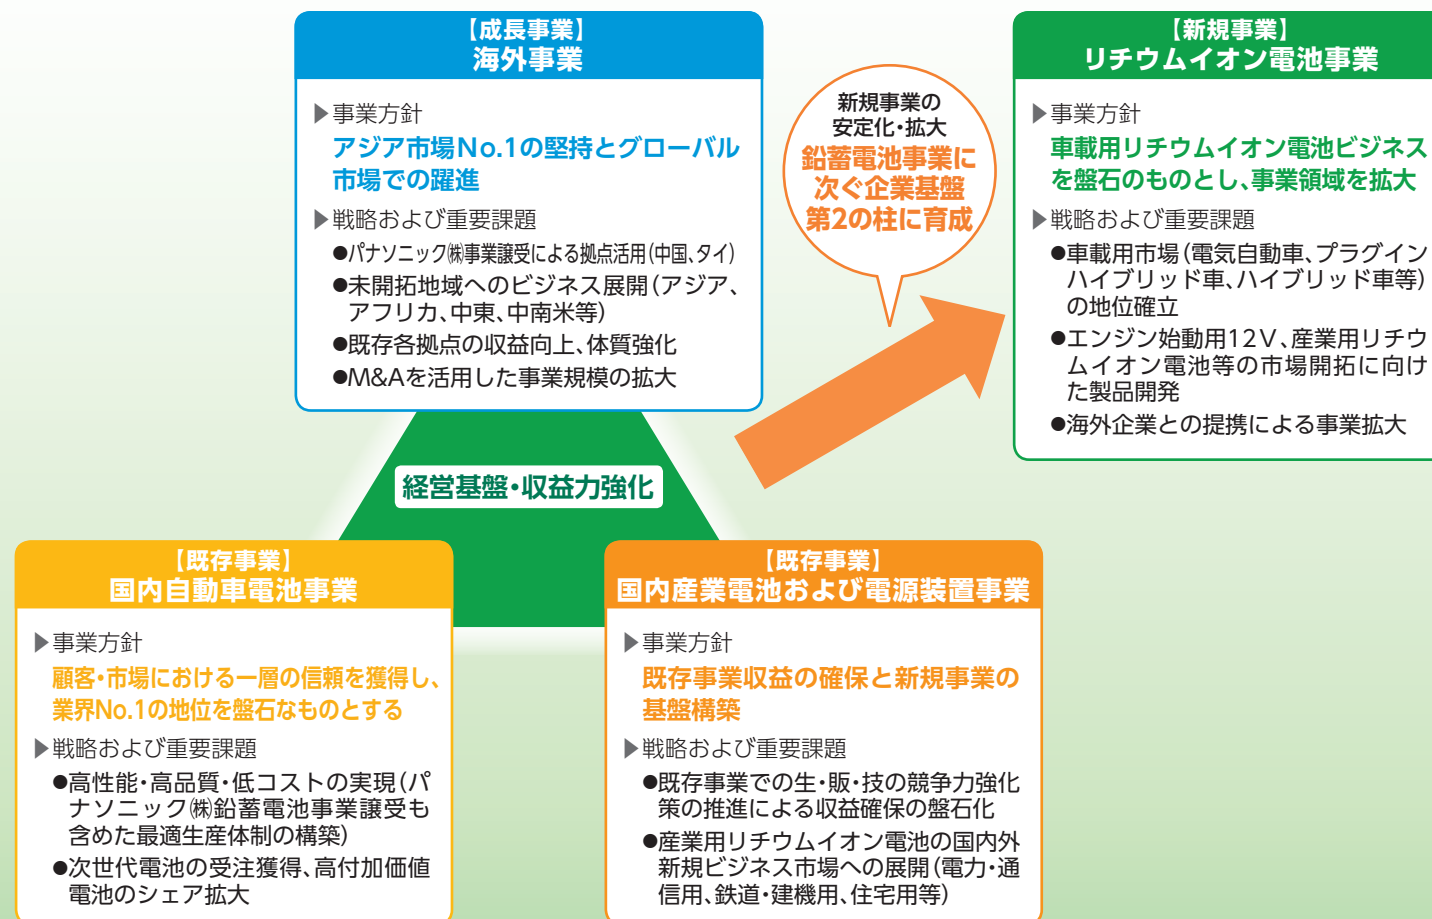 【成長事業】
海外事業
▶事業方針
アジア市場No.1の堅持とグローバル
市場での躍進
▶戦略および重要課題
●パナソニック㈱事業譲受による拠点活用(中国、タイ)
●未開拓地域へのビジネス展開(アジア、
アフリカ、中東、中南米等)
●既存各拠点の収益向上、体質強化
●M&Aを活用した事業規模の拡大
新規事業の
安定化・拡大
鉛蓄電池事業に
次ぐ企業基盤
第2の柱に育成
【新規事業】
リチウムイオン電池事業
▶事業方針
車載用リチウムイオン電池ビジネス
を盤石のものとし、事業領域を拡大
▶戦略および重要課題
●車載用市場(電気自動車、プラグイン
ハイブリッド車、ハイブリッド車等)
の地位確立
●エンジン始動用12V、産業用リチウ
ムイオン電池等の市場開拓に向け
た製品開発
●海外企業との提携による事業拡大
経営基盤・収益力強化
【既存事業】
国内自動車電池事業
▶事業方針
顧客・市場における一層の信頼を獲得し、
業界No.1の地位を盤石なものとする
▶戦略および重要課題
●高性能・高品質・低コストの実現(パ
ナソニック㈱鉛蓄電池事業譲受も
含めた最適生産体制の構築)
●次世代電池の受注獲得、高付加価値
電池のシェア拡大
【既存事業】
国内産業電池および電源装置事業
▶事業方針
既存事業収益の確保と新規事業の
基盤構築
▶戦略および重要課題
●既存事業での生・販・技の競争力強化
策の推進による収益確保の盤石化
●産業用リチウムイオン電池の国内外
新規ビジネス市場への展開(電力・通
信用、鉄道・建機用、住宅用等)